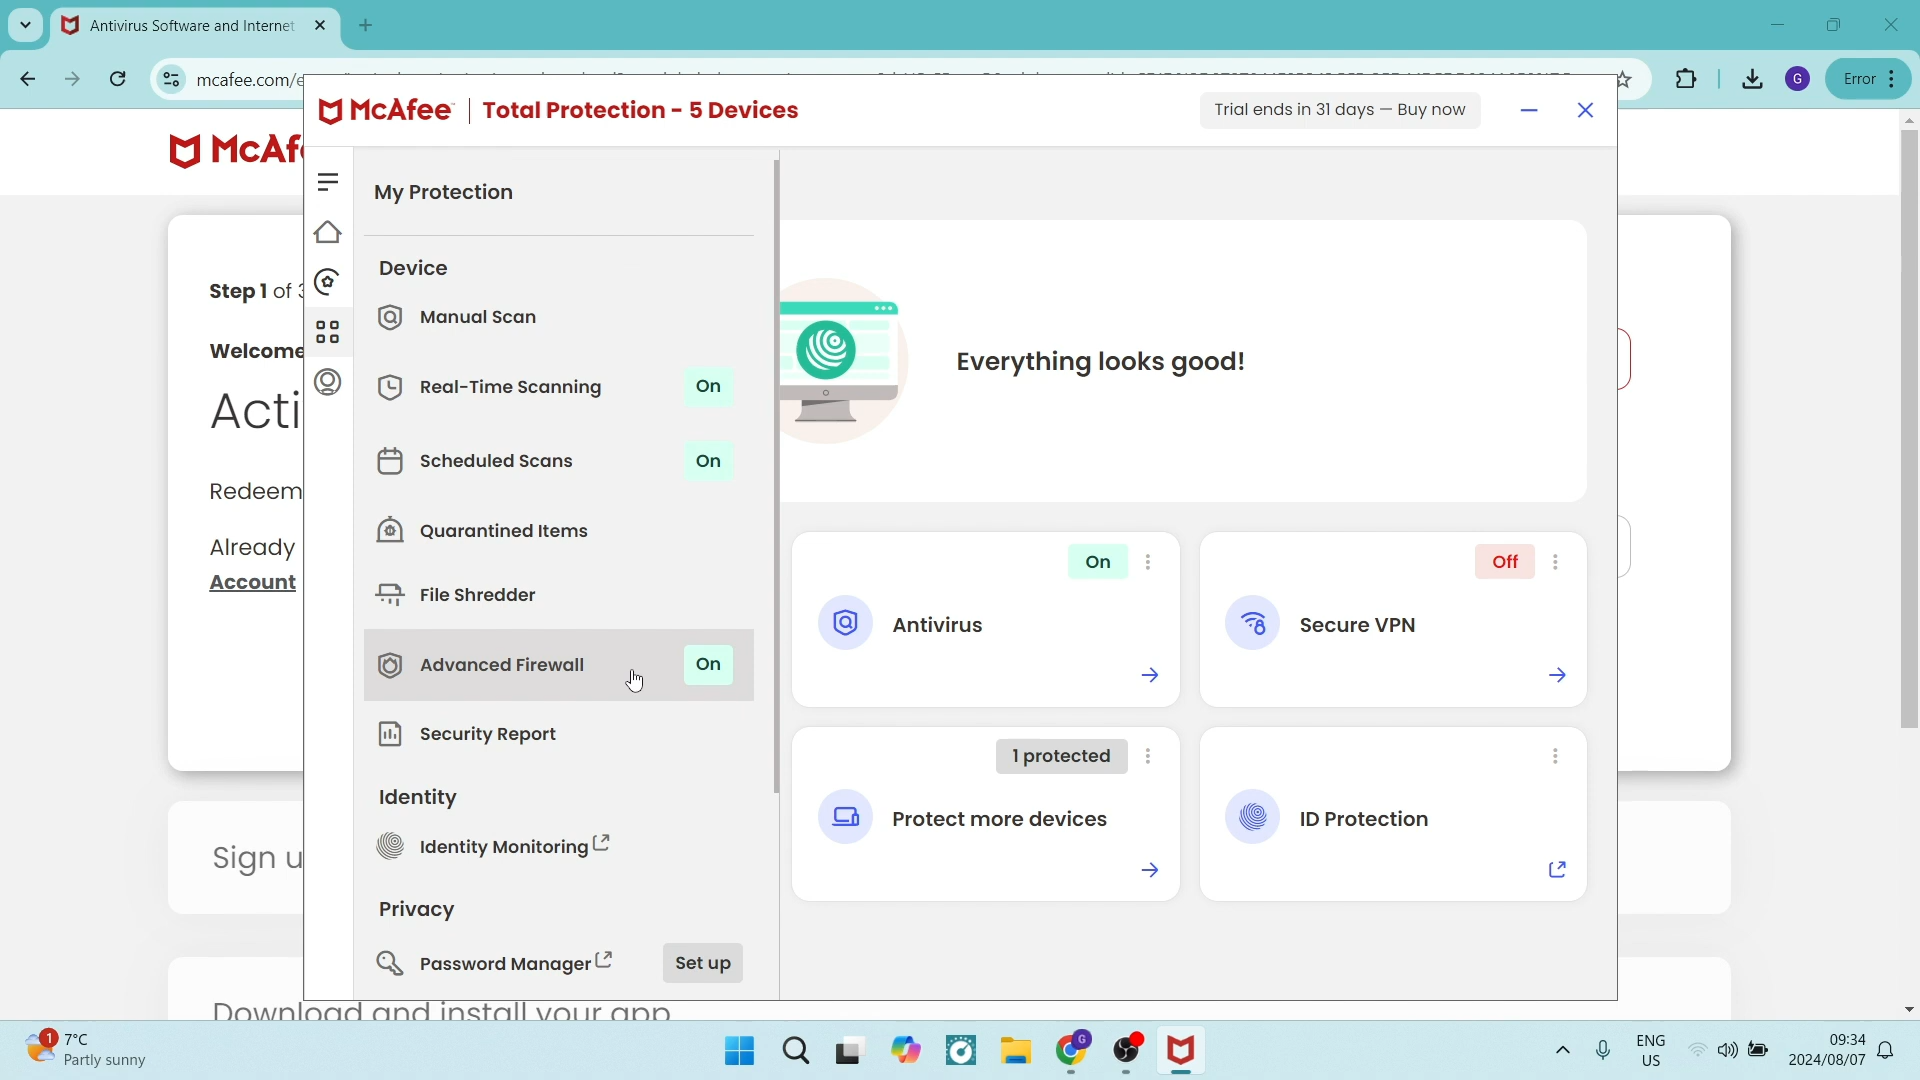 Antivirus Software and Internet
mcafee.com/e
Error
McAfee
Total Protection - 5 Devices
Trial ends in 31 days — Buy now
McAf
My Protection
Device
Manual Scan
Step 1 of 3
Welcome
Everything looks good!
Real-Time Scanning
On
Acti
Scheduled Scans
On
Redeem
Quarantined Items
Already
Account
File Shredder
On
Off
Antivirus
Secure VPN
Advanced Firewall
On
Security Report
1 protected
Identity
Protect more devices
ID Protection
Identity Monitoring
Sign u
Privacy
Password Manager
Set up
Download and install your app
1
7°C
Partly sunny
G
G
ENG
US
09:34
2024/08/07